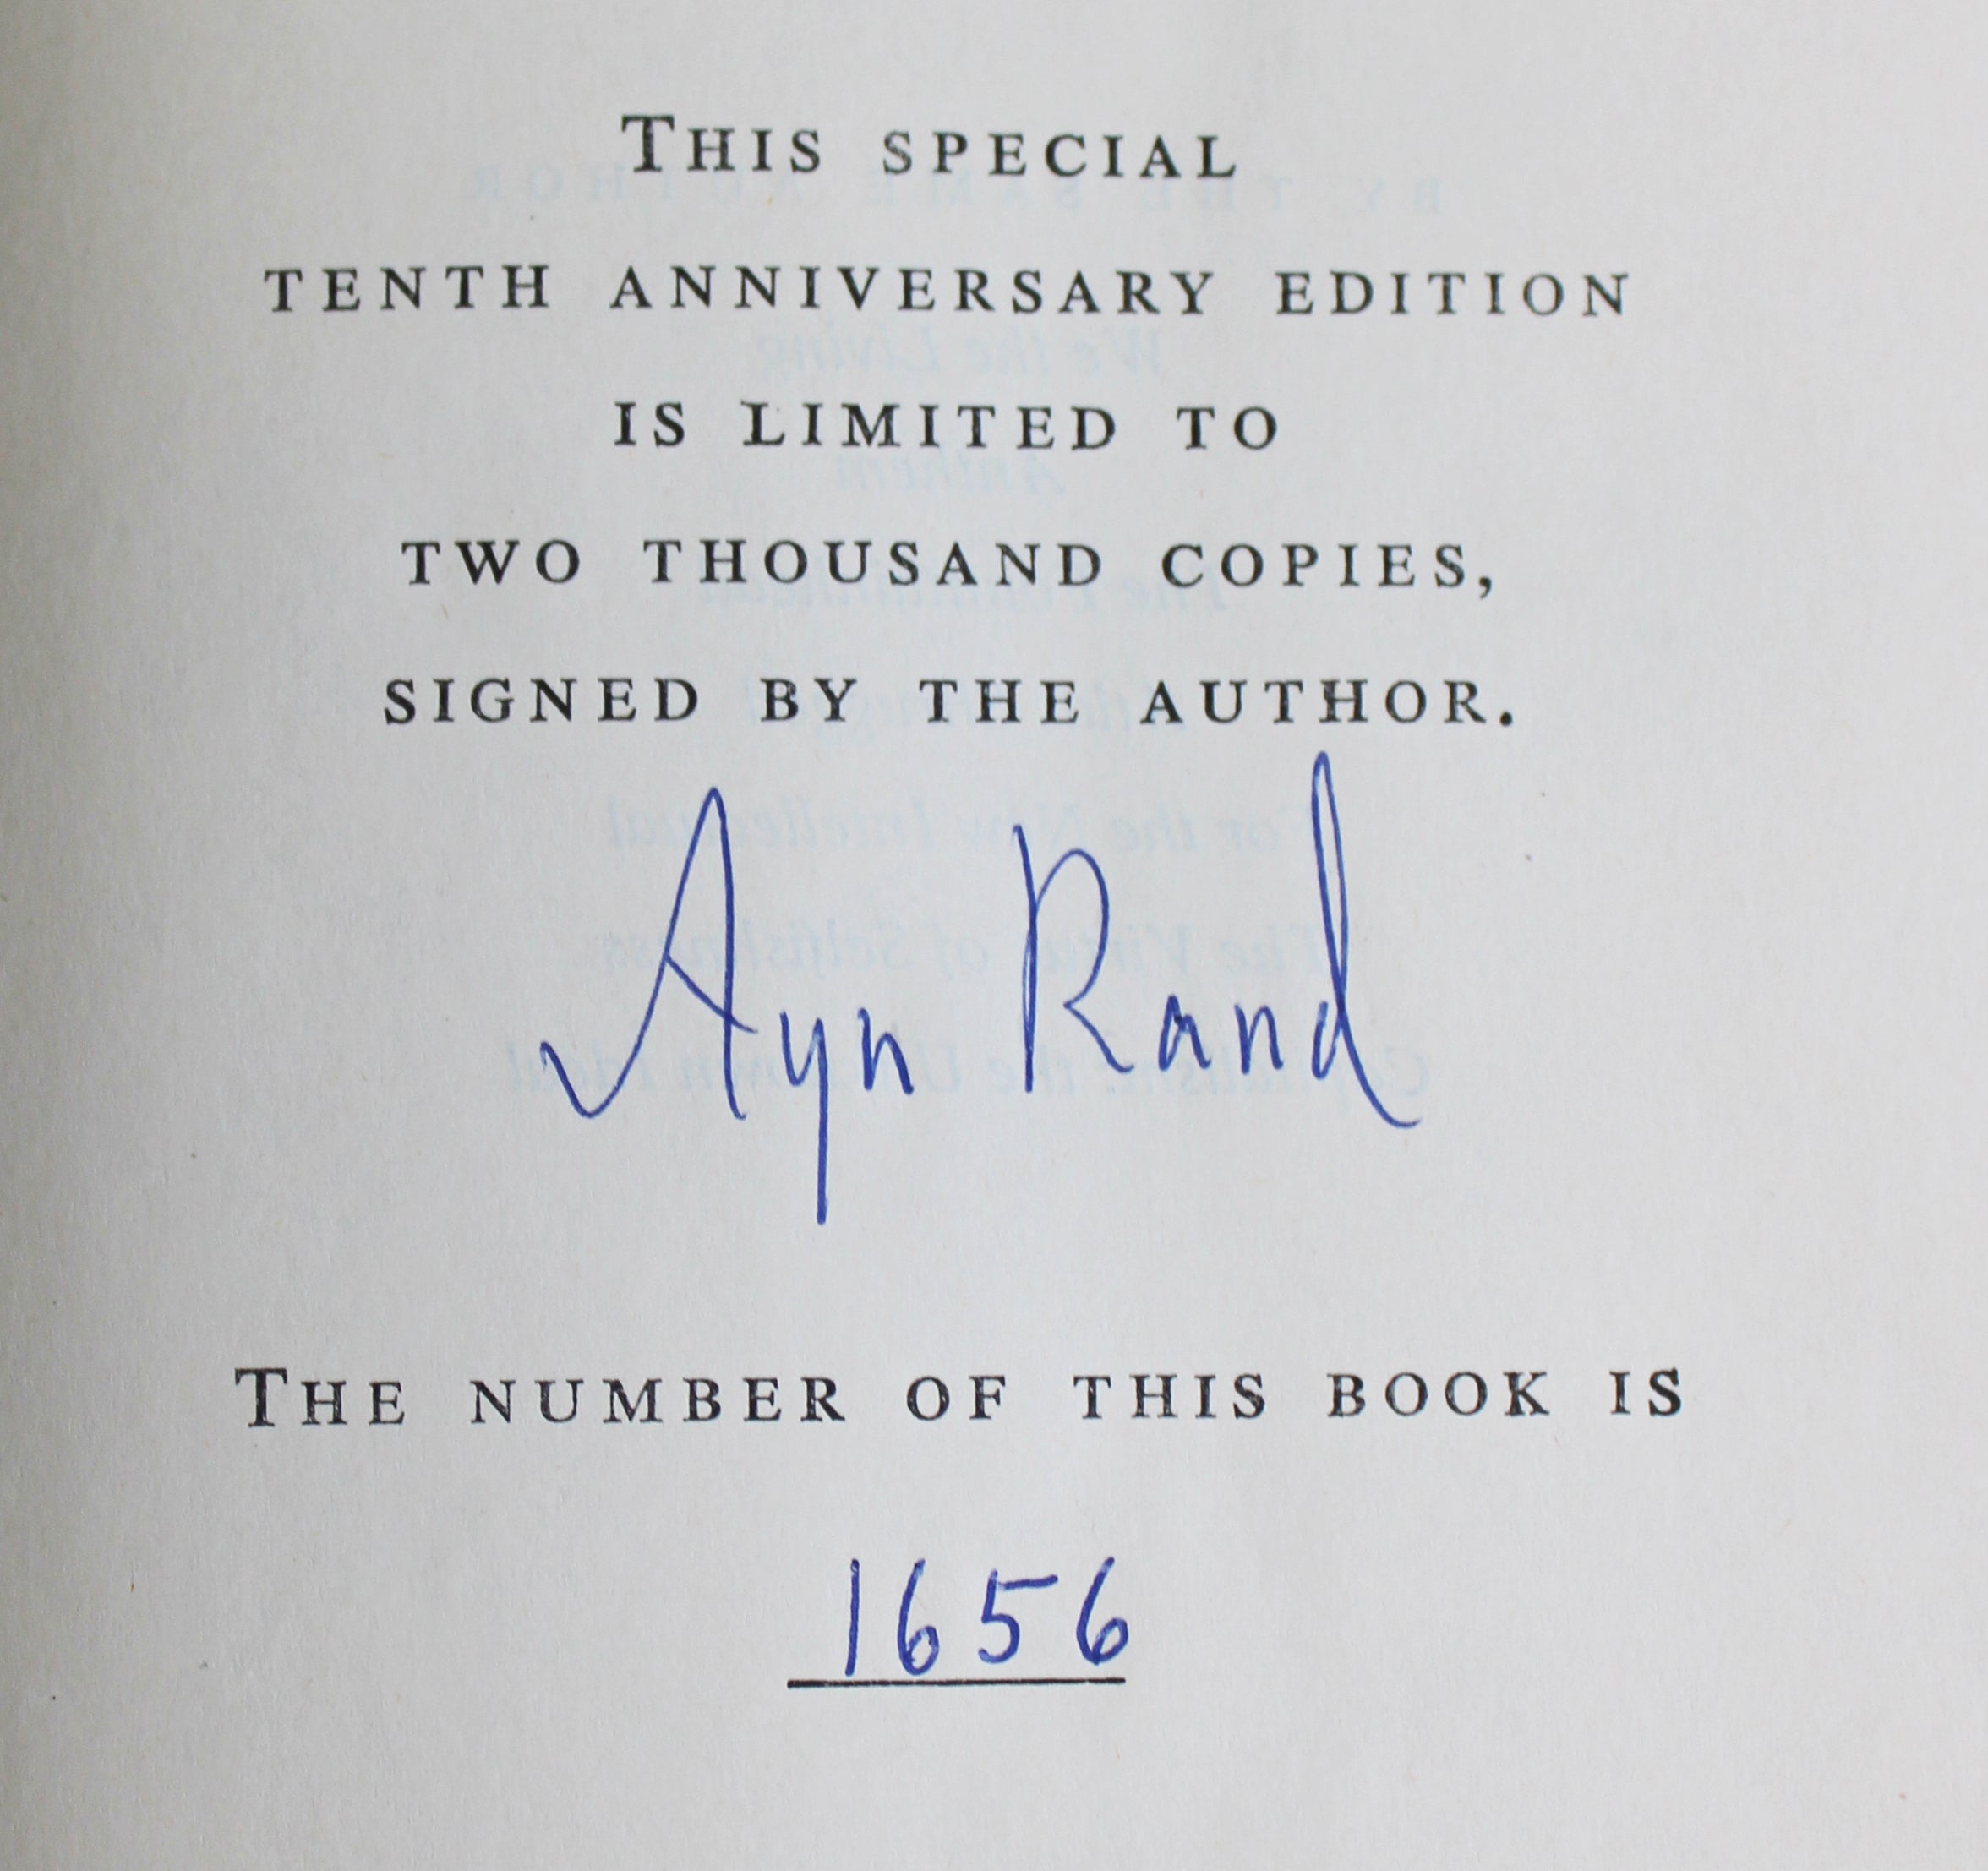 THIS SPECIAL
TENTH ANNIVERSARY EDITION
IS LIMITED TO
TWO THOUSAND COPIES,
SIGNED BY THE AUTHOR.
Ayn Rand
THE NUMBER OF THIS BOOK IS
1656